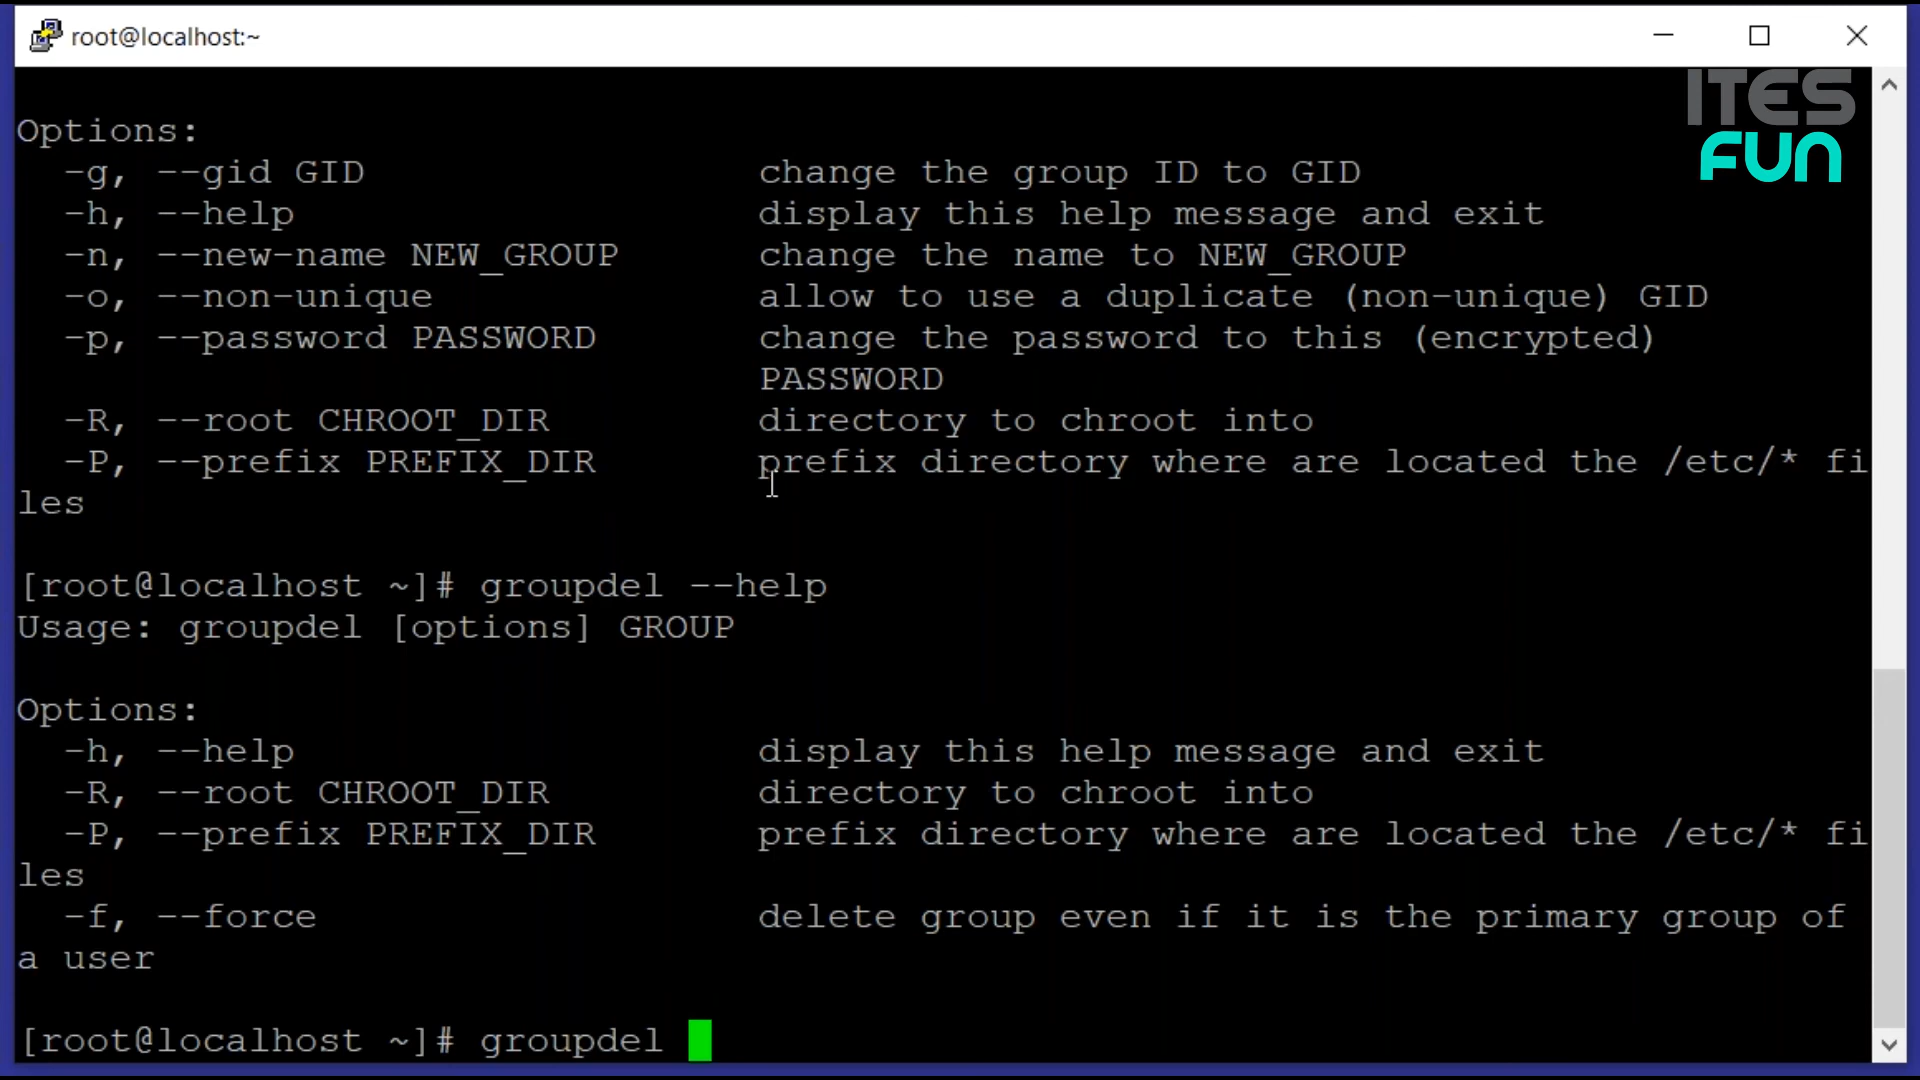 root@localhost:~
ITES
FUN
Options:
  -g, --gid GID                 change the group ID to GID
  -h, --help                    display this help message and exit
  -n, --new-name NEW_GROUP      change the name to NEW_GROUP
  -o, --non-unique              allow to use a duplicate (non-unique) GID
  -p, --password PASSWORD       change the password to this (encrypted)
                                PASSWORD
  -R, --root CHROOT_DIR         directory to chroot into
  -P, --prefix PREFIX_DIR       prefix directory where are located the /etc/* fi
les
[root@localhost ~]# groupdel --help
Usage: groupdel [options] GROUP
Options:
  -h, --help                    display this help message and exit
  -R, --root CHROOT_DIR         directory to chroot into
  -P, --prefix PREFIX_DIR       prefix directory where are located the /etc/* fi
les
  -f, --force                   delete group even if it is the primary group of
a user
[root@localhost ~]# groupdel